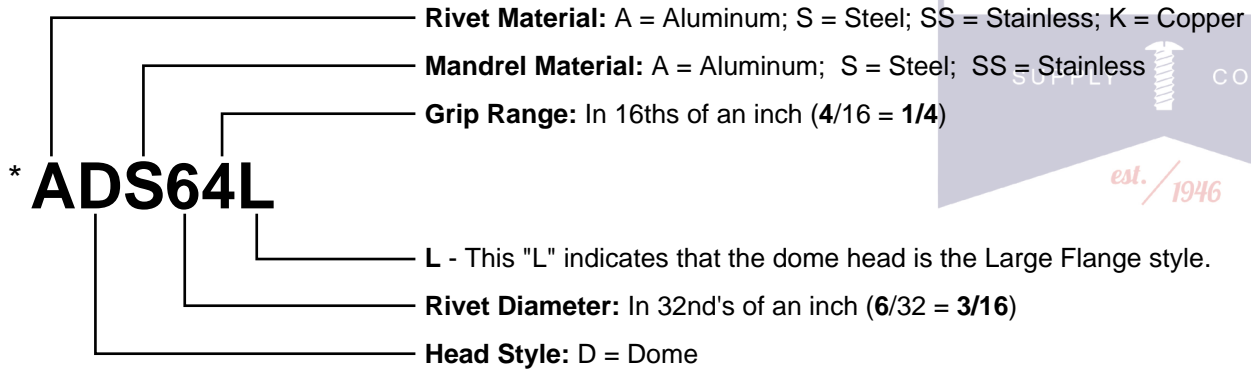 Rivet Material: A = Aluminum; S = Steel; SS = Stainless; K = Copper
Mandrel Material: A = Aluminum; S = Steel; SS = Stainless
SUPPLY CO
Grip Range: In 16ths of an inch (4/16 = 1/4)
* ADS64L
est. 1946
L - This "L" indicates that the dome head is the Large Flange style.
Rivet Diameter: In 32nd's of an inch (6/32 = 3/16)
Head Style: D = Dome